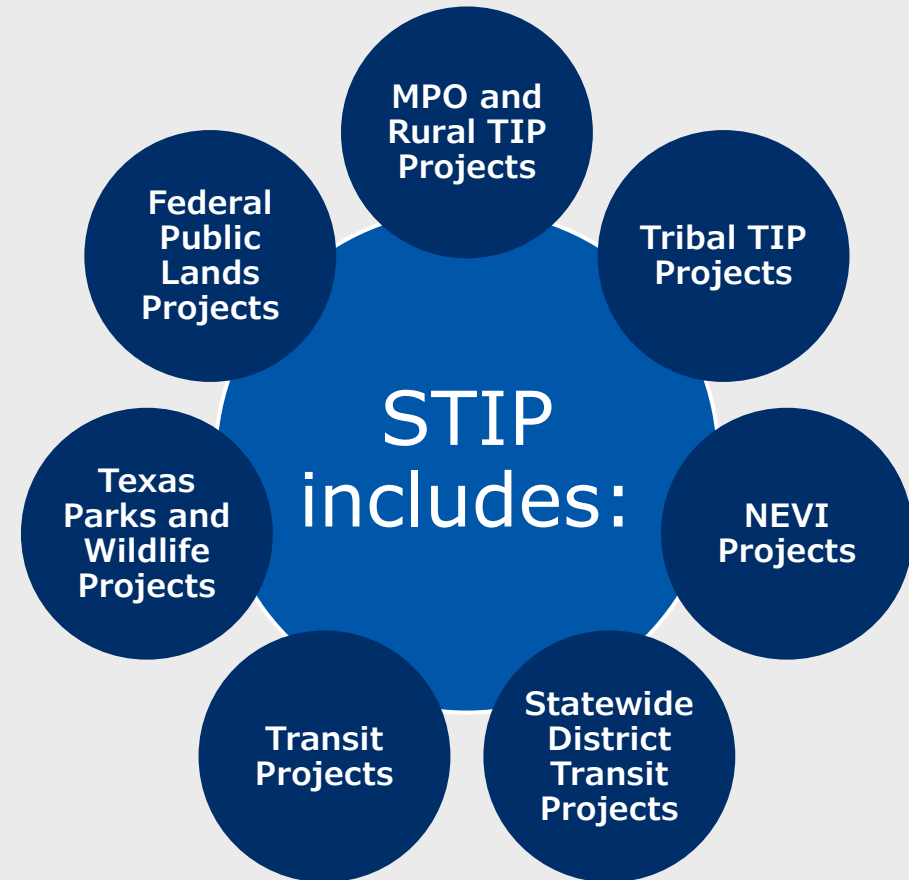 STIP
includes:
MPO and
Rural TIP
Projects
Tribal TIP
Projects
NEVI
Projects
Statewide
District
Transit
Projects
Transit
Projects
Texas
Parks and
Wildlife
Projects
Federal
Public
Lands
Projects